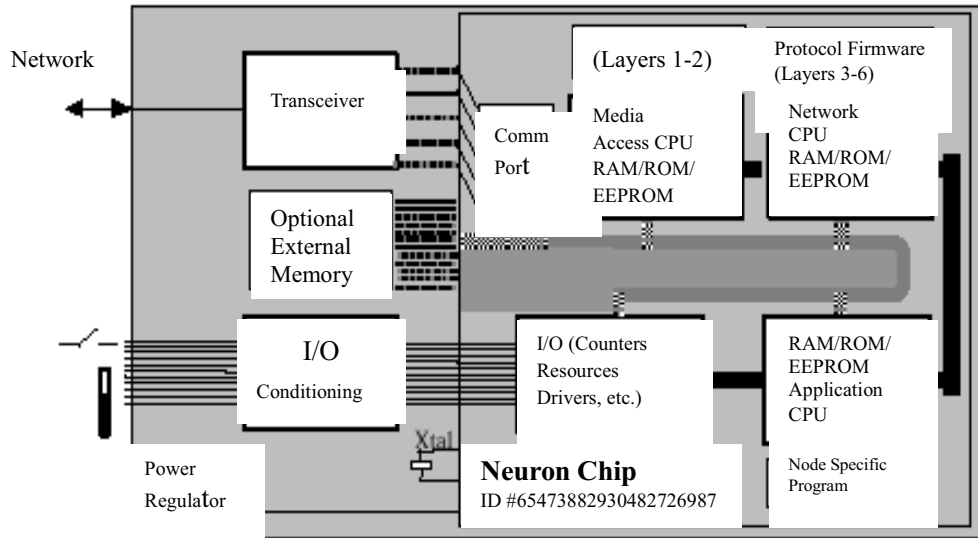 Network
Transceiver
Comm
Port
(Layers 1-2)
Media
Access CPU
RAM/ROM/
EEPROM
Protocol Firmware
(Layers 3-6)
Network
CPU
RAM/ROM/
EEPROM
Optional
External
Memory
I/O
Conditioning
I/O (Counters
Resources
Drivers, etc.)
RAM/ROM/
EEPROM
Application
CPU
Xtal
Power
Regulator
Neuron Chip
ID #65473882930482726987
Node Specific
Program